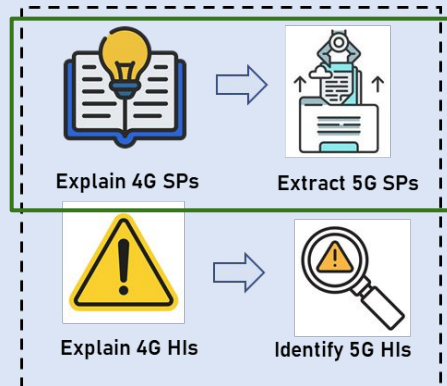 Explain 4G SPs
Extract 5G SPs
Explain 4G HIs
Identify 5G HIs